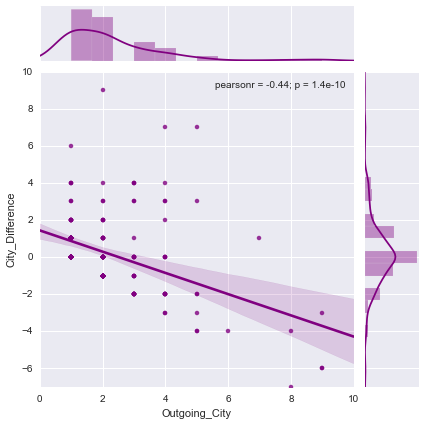 pearsonr = -0.44; p = 1.4e-10
10
8
6
4
2
0
−2
−4
−6
City_Difference
0 2 4 6 8 10
Outgoing_City